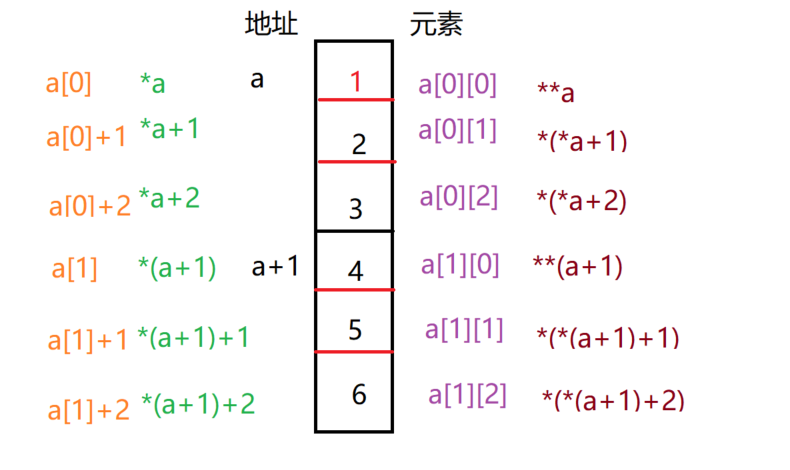 地址 元素
a[0] *a a 1 a[0][0] **a
a[0]+1 *a+1 2 a[0][1] *(*a+1)
a[0]+2 *a+2 3 a[0][2] *(*a+2)
a[1] *(a+1) a+1 4 a[1][0] **(a+1)
a[1]+1 *(a+1)+1 5 a[1][1] *(*(a+1)+1)
a[1]+2 *(a+1)+2 6 a[1][2] *(*(a+1)+2)